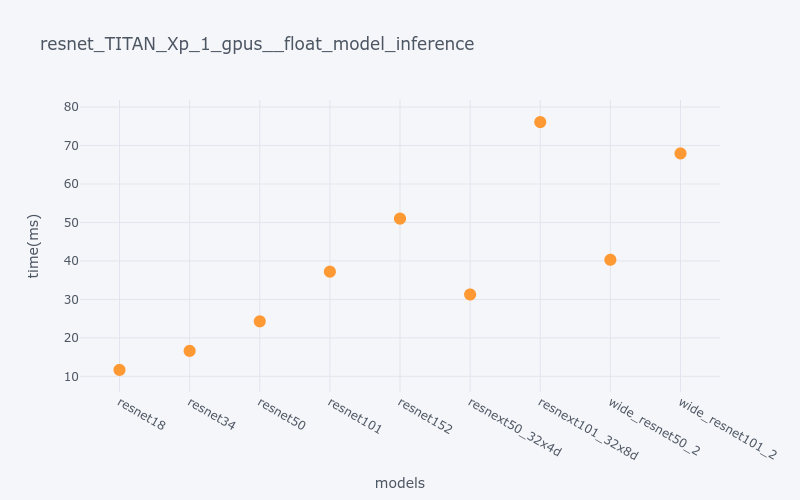 resnet_TITAN_Xp_1_gpus__float_model_inference
80
70
60
50
40
30
20
10
time(ms)
resnet18
resnet34
resnet50
resnet101
resnet152
resnext50_32x4d
resnext101_32x8d
wide_resnet50_2
wide_resnet101_2
models